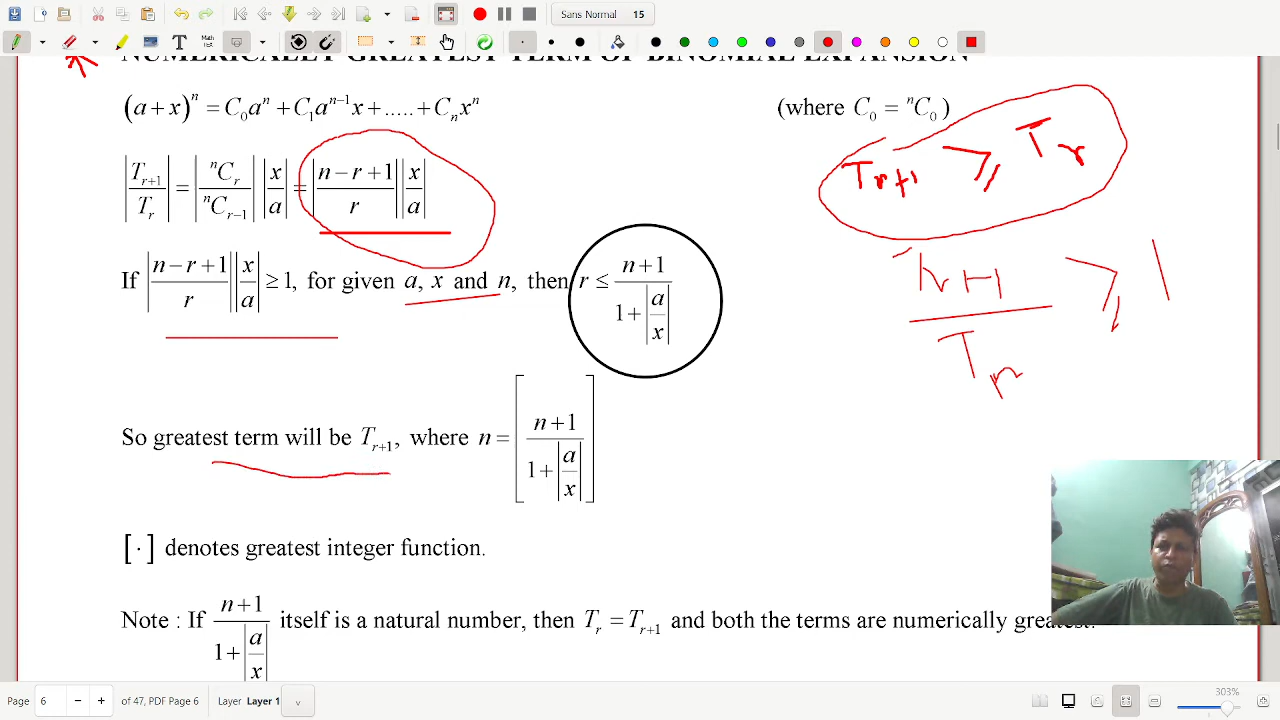 Sans Normal 15
NUMERICALLY GREATEST TERM OF BINOMIAL EXPANSION
(a+x)^n = C_0a^n + C_1a^{n−1}x + ..... + C_nx^n (where C_0 = ^nC_0)
|T_{r+1}/T_r| = |^nC_r/^nC_{r−1}| |x/a| = |(n−r+1)/r| |x/a|
T_{r+1} ⩾ T_r
If |(n−r+1)/r| |x/a| ≥ 1, for given a, x and n, then r ≤ (n+1)/(1+|a/x|)
T_{r+1}/T_r ⩾ 1
So greatest term will be T_{r+1}, where n = [(n+1)/(1+|a/x|)]
[·] denotes greatest integer function.
Note : If (n+1)/(1+|a/x|) itself is a natural number, then T_r = T_{r+1} and both the terms are numerically greatest.
Page 6 − + of 47, PDF Page 6 Layer Layer 1 303%